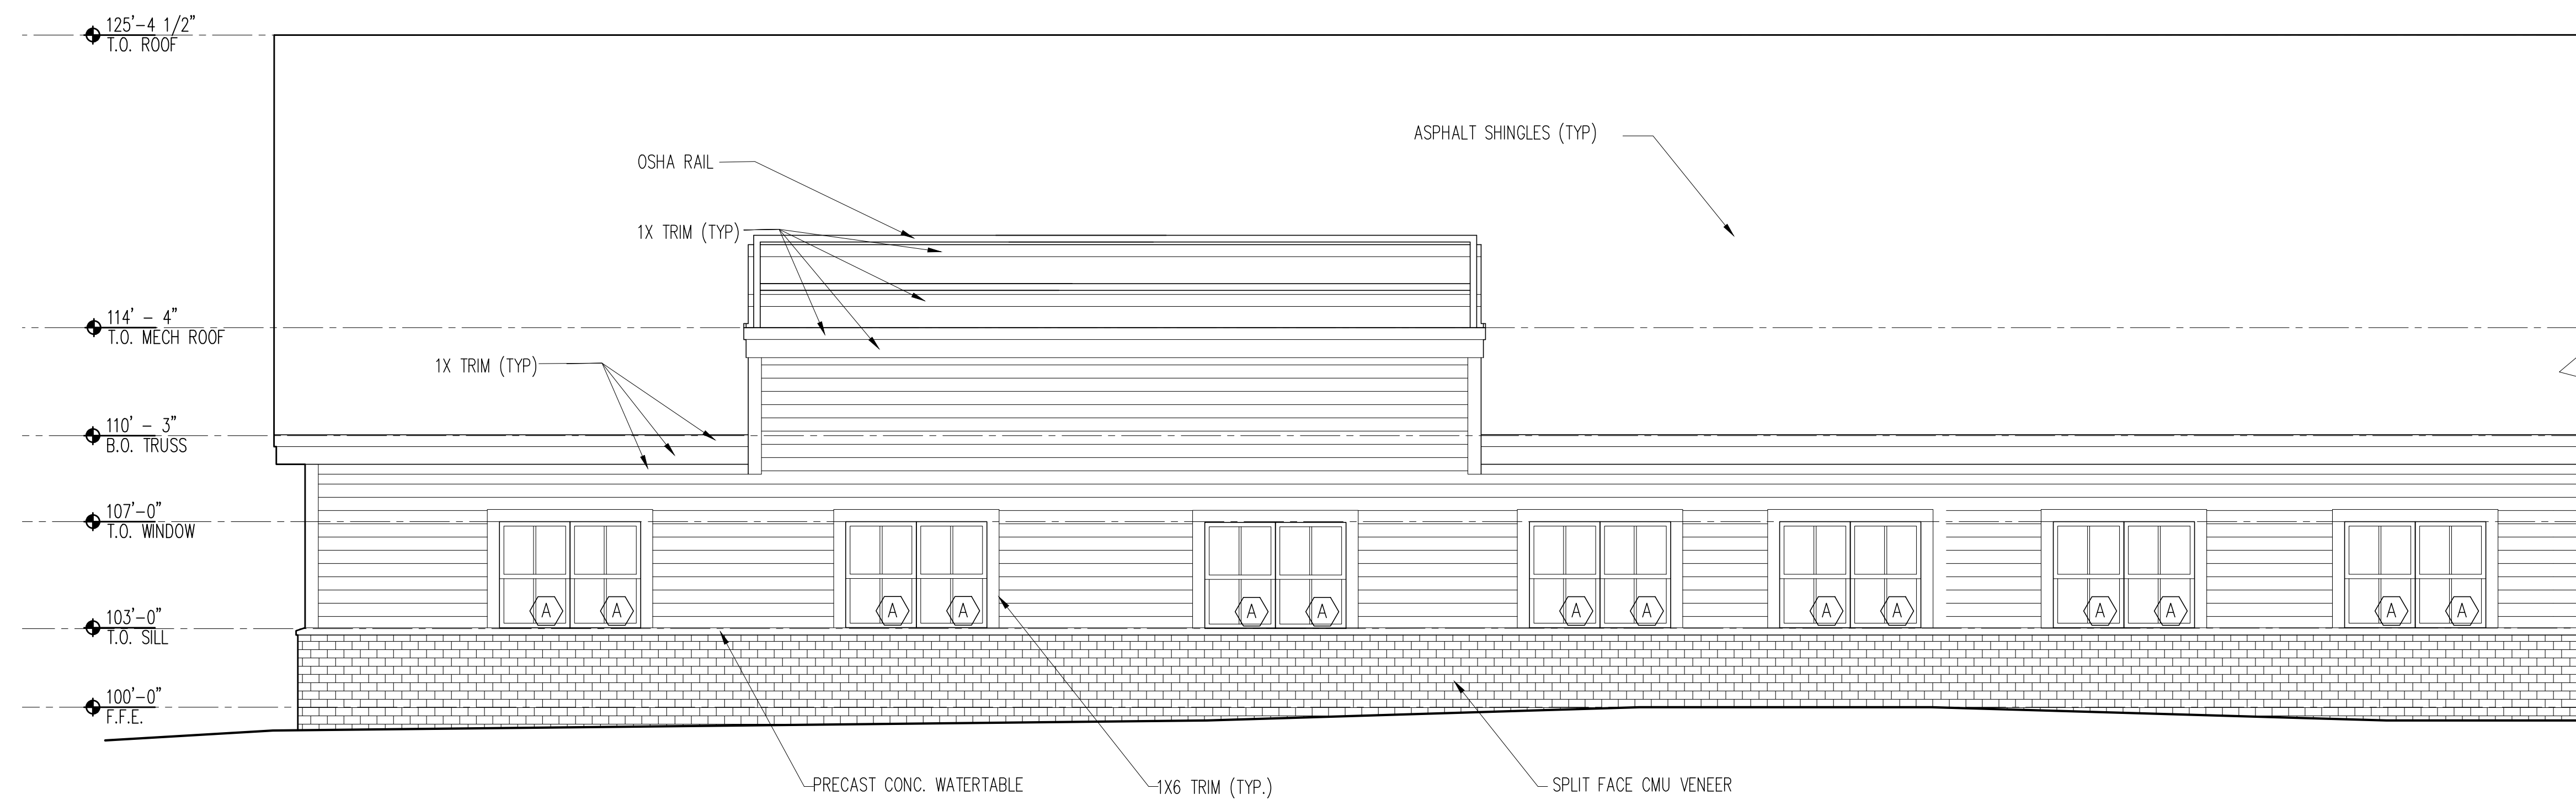 125'-4 1/2"
T.O. ROOF
ASPHALT SHINGLES (TYP)
OSHA RAIL
1X TRIM (TYP)
114' - 4"
T.O. MECH ROOF
1X TRIM (TYP)
110' - 3"
B.O. TRUSS
107'-0"
T.O. WINDOW
103'-0"
T.O. SILL
A A A A A A A A A A A A A A
100'-0"
F.F.E.
PRECAST CONC. WATERTABLE
1X6 TRIM (TYP.)
SPLIT FACE CMU VENEER